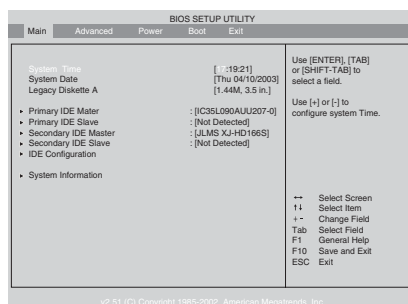 BIOS SETUP UTILITY
Main Advanced Power Boot Exit
System Time [17:19:21]
System Date [Thu 04/10/2003]
Legacy Diskette A [1.44M, 3.5 in.]
Primary IDE Mater : [IC35L090AUU207-0]
Primary IDE Slave : [Not Detected]
Secondary IDE Master : [JLMS XJ-HD166S]
Secondary IDE Slave : [Not Detected]
IDE Configuration
System Information
Use [ENTER], [TAB]
or [SHIFT-TAB] to
select a field.
Use [+] or [-] to
configure system Time.
↔ Select Screen
↑↓ Select Item
+ - Change Field
Tab Select Field
F1 General Help
F10 Save and Exit
ESC Exit
v2.51 (C) Copyright 1985-2002, American Megatrends, Inc.